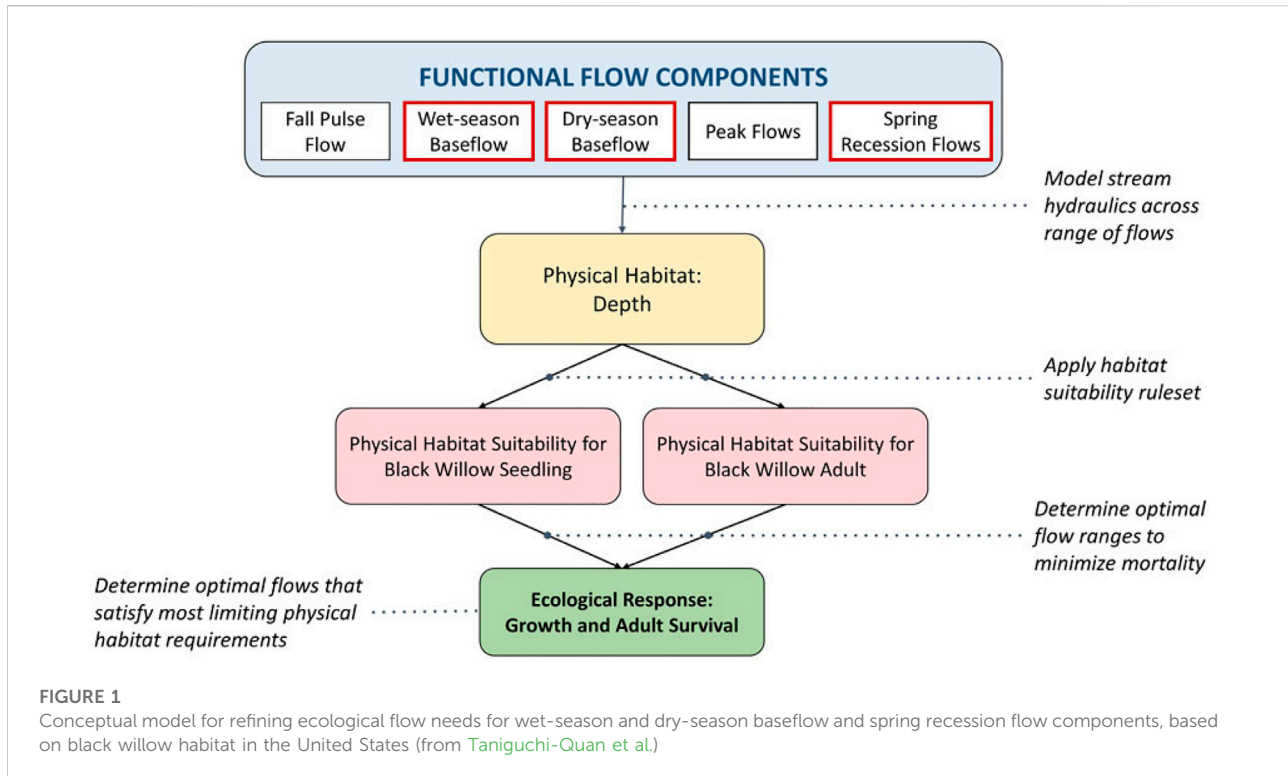 FUNCTIONAL FLOW COMPONENTS
Fall Pulse
Flow
Wet-season
Baseflow
Dry-season
Baseflow
Peak Flows
Spring
Recession Flows
Model stream
hydraulics across
range of flows
Physical Habitat:
Depth
Apply habitat
suitability ruleset
Physical Habitat Suitability for
Black Willow Seedling
Physical Habitat Suitability for
Black Willow Adult
Determine optimal
flow ranges to
minimize mortality
Determine optimal flows that
satisfy most limiting physical
habitat requirements
Ecological Response:
Growth and Adult Survival
FIGURE 1
Conceptual model for refining ecological flow needs for wet-season and dry-season baseflow and spring recession flow components, based
on black willow habitat in the United States (from Taniguchi-Quan et al.)